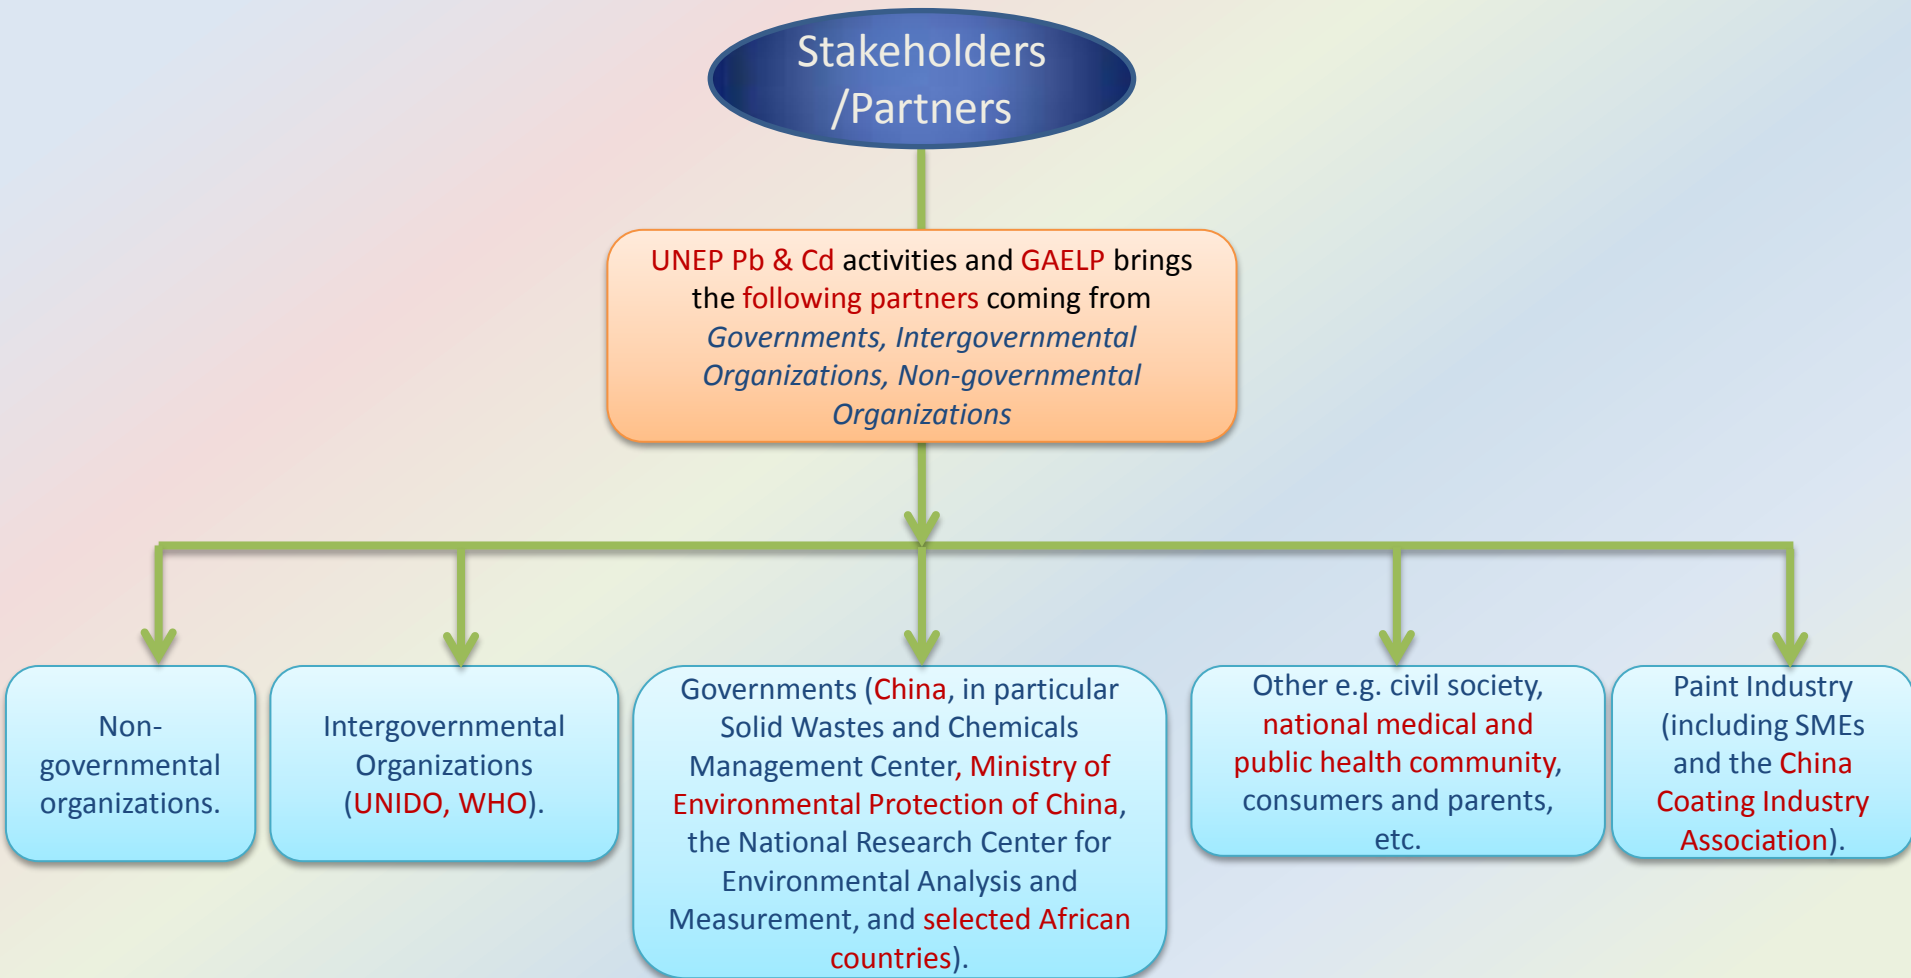 Stakeholders
/Partners
UNEP Pb & Cd activities and GAELP brings
the following partners coming from
Governments, Intergovernmental
Organizations, Non-governmental
Organizations
Non-
governmental
organizations.
Intergovernmental
Organizations
(UNIDO, WHO).
Governments (China, in particular
Solid Wastes and Chemicals
Management Center, Ministry of
Environmental Protection of China,
the National Research Center for
Environmental Analysis and
Measurement, and selected African
countries).
Other e.g. civil society,
national medical and
public health community,
consumers and parents,
etc.
Paint Industry
(including SMEs
and the China
Coating Industry
Association).